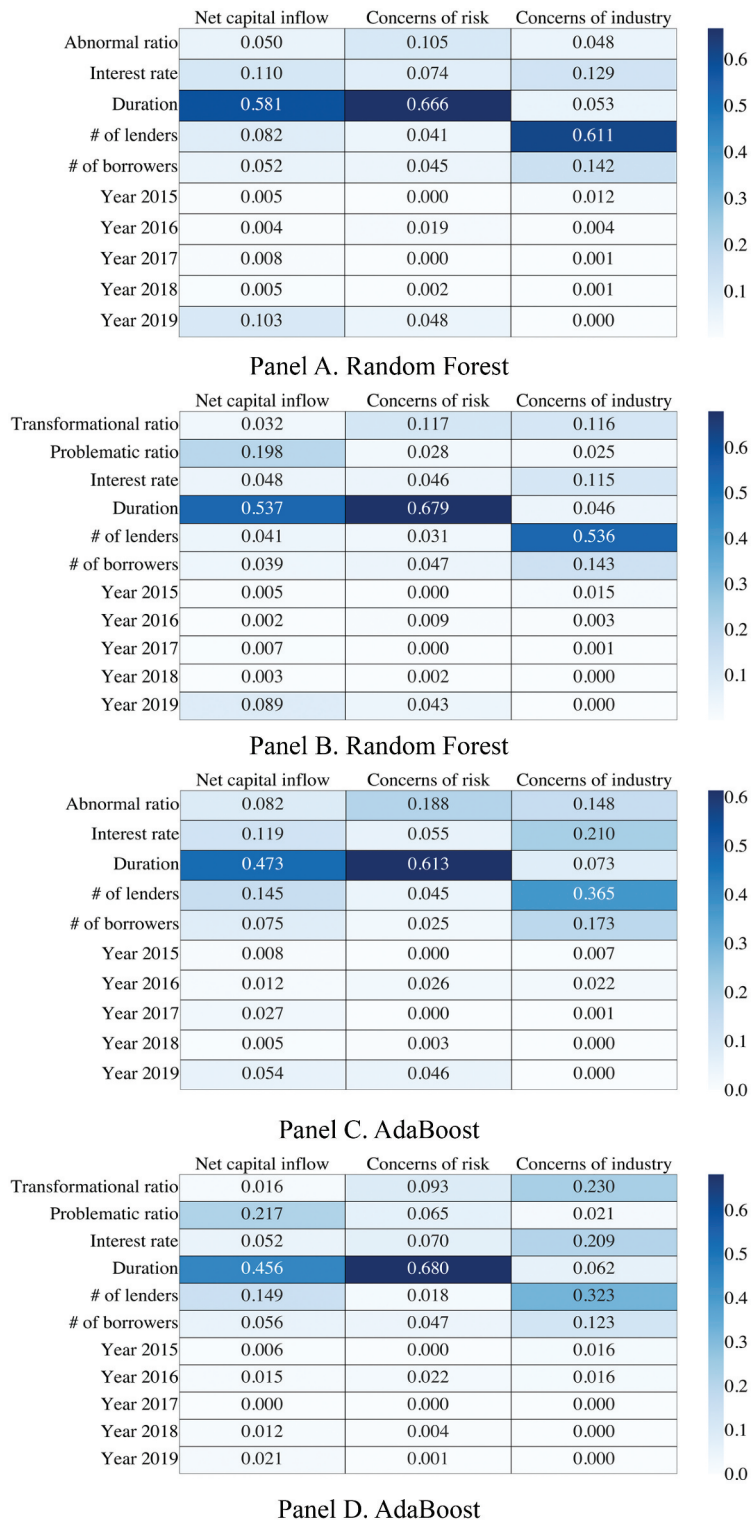 Net capital inflow Concerns of risk Concerns of industry
Abnormal ratio 0.050 0.105 0.048
Interest rate 0.110 0.074 0.129
Duration 0.581 0.666 0.053
# of lenders 0.082 0.041 0.611
# of borrowers 0.052 0.045 0.142
Year 2015 0.005 0.000 0.012
Year 2016 0.004 0.019 0.004
Year 2017 0.008 0.000 0.001
Year 2018 0.005 0.002 0.001
Year 2019 0.103 0.048 0.000
0.6
0.5
0.4
0.3
0.2
0.1
Panel A. Random Forest
Net capital inflow Concerns of risk Concerns of industry
Transformational ratio 0.032 0.117 0.116
Problematic ratio 0.198 0.028 0.025
Interest rate 0.048 0.046 0.115
Duration 0.537 0.679 0.046
# of lenders 0.041 0.031 0.536
# of borrowers 0.039 0.047 0.143
Year 2015 0.005 0.000 0.015
Year 2016 0.002 0.009 0.003
Year 2017 0.007 0.000 0.001
Year 2018 0.003 0.002 0.000
Year 2019 0.089 0.043 0.000
0.6
0.5
0.4
0.3
0.2
0.1
Panel B. Random Forest
Net capital inflow Concerns of risk Concerns of industry
Abnormal ratio 0.082 0.188 0.148
Interest rate 0.119 0.055 0.210
Duration 0.473 0.613 0.073
# of lenders 0.145 0.045 0.365
# of borrowers 0.075 0.025 0.173
Year 2015 0.008 0.000 0.007
Year 2016 0.012 0.026 0.022
Year 2017 0.027 0.000 0.001
Year 2018 0.005 0.003 0.000
Year 2019 0.054 0.046 0.000
0.6
0.5
0.4
0.3
0.2
0.1
0.0
Panel C. AdaBoost
Net capital inflow Concerns of risk Concerns of industry
Transformational ratio 0.016 0.093 0.230
Problematic ratio 0.217 0.065 0.021
Interest rate 0.052 0.070 0.209
Duration 0.456 0.680 0.062
# of lenders 0.149 0.018 0.323
# of borrowers 0.056 0.047 0.123
Year 2015 0.006 0.000 0.016
Year 2016 0.015 0.022 0.016
Year 2017 0.000 0.000 0.000
Year 2018 0.012 0.004 0.000
Year 2019 0.021 0.001 0.000
0.6
0.5
0.4
0.3
0.2
0.1
0.0
Panel D. AdaBoost